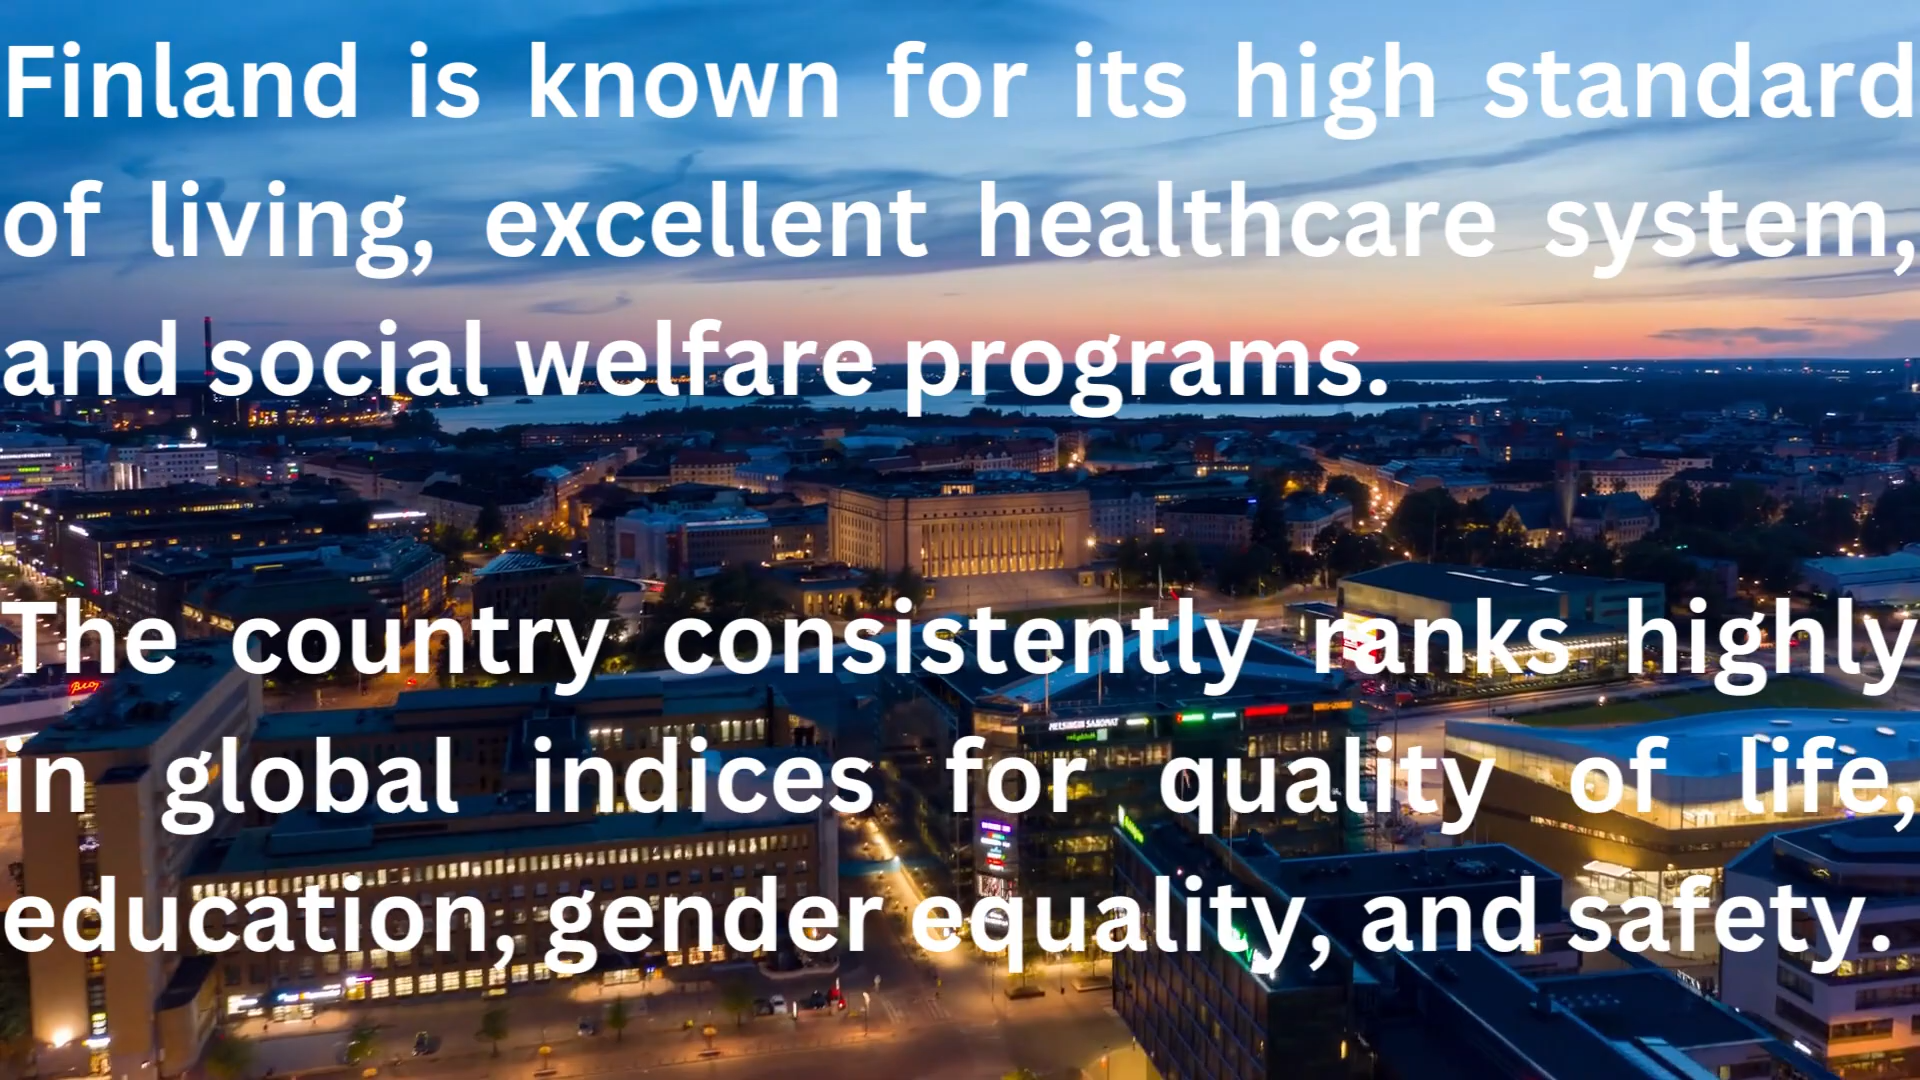 Finland is known for its high standard
of living, excellent healthcare system,
and social welfare programs.
The country consistently ranks highly
in global indices for quality of life,
education, gender equality, and safety.
HELSINGIN SANOMAT